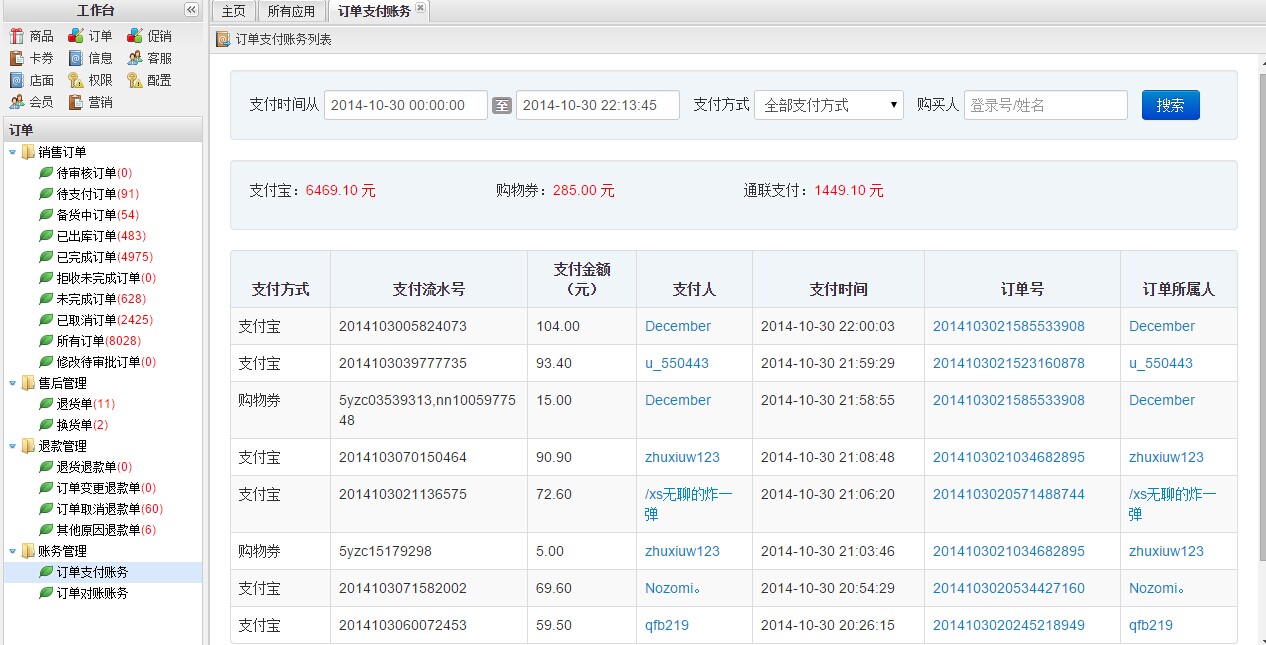 工作台
商品 订单 促销
卡券 信息 客服
店面 权限 配置
会员 营销
订单
销售订单
待审核订单(0)
待支付订单(91)
备货中订单(54)
已出库订单(483)
已完成订单(4975)
拒收未完成订单(0)
未完成订单(628)
已取消订单(2425)
所有订单(8028)
修改待审批订单(0)
售后管理
退货单(11)
换货单(2)
退款管理
退货退款单(0)
订单变更退款单(0)
订单取消退款单(60)
其他原因退款单(6)
账务管理
订单支付账务
订单对账账务
主页 所有应用 订单支付账务
订单支付账务列表
支付时间从 2014-10-30 00:00:00 至 2014-10-30 22:13:45 支付方式 全部支付方式 购买人 登录号/姓名 搜索
支付宝：6469.10 元 购物券：285.00 元 通联支付：1449.10 元
支付方式 支付流水号 支付金额（元） 支付人 支付时间 订单号 订单所属人
支付宝 2014103005824073 104.00 December 2014-10-30 22:00:03 2014103021585533908 December
支付宝 2014103039777735 93.40 u_550443 2014-10-30 21:59:29 2014103021523160878 u_550443
购物券 5yzc03539313,nn1005977548 15.00 December 2014-10-30 21:58:55 2014103021585533908 December
支付宝 2014103070150464 90.90 zhuxiuw123 2014-10-30 21:08:48 2014103021034682895 zhuxiuw123
支付宝 2014103021136575 72.60 /xs无聊的炸一弹 2014-10-30 21:06:20 2014103020571488744 /xs无聊的炸一弹
购物券 5yzc15179298 5.00 zhuxiuw123 2014-10-30 21:03:46 2014103021034682895 zhuxiuw123
支付宝 2014103071582002 69.60 Nozomi。 2014-10-30 20:54:29 2014103020534427160 Nozomi。
支付宝 2014103060072453 59.50 qfb219 2014-10-30 20:26:15 2014103020245218949 qfb219